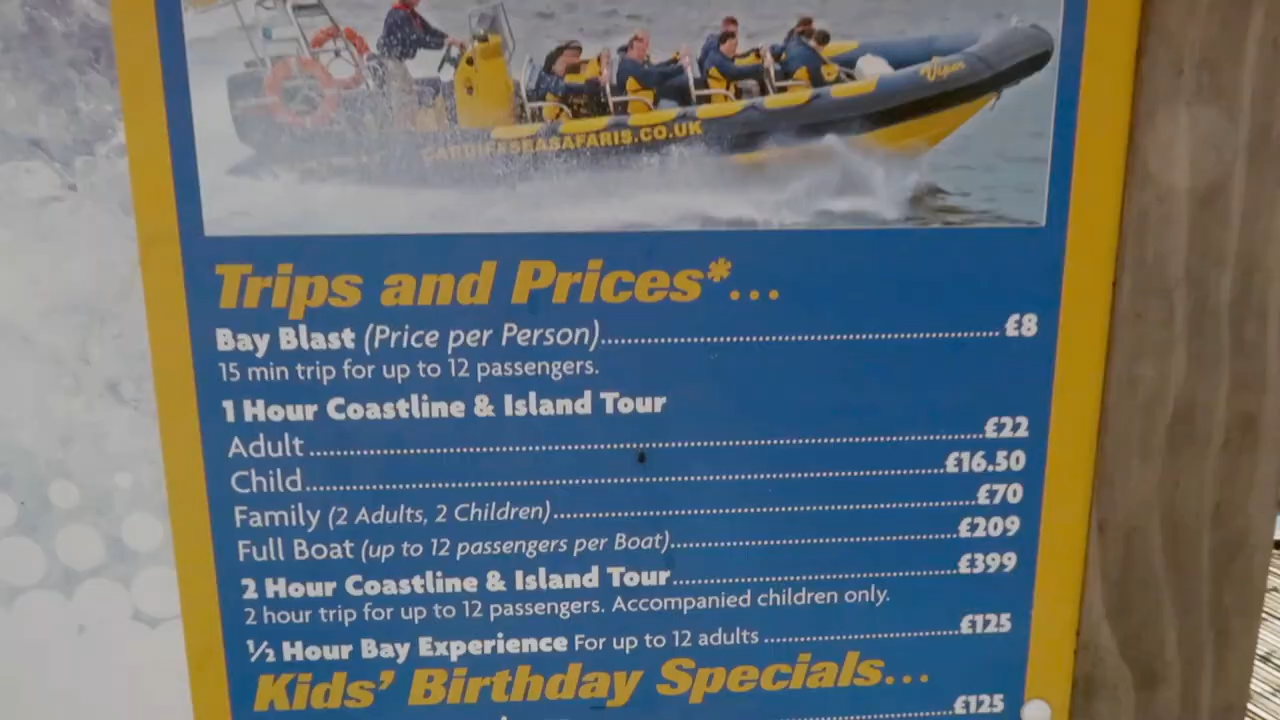 Viper
CARDIFFSEASAFARIS.CO.UK
Trips and Prices*...
Bay Blast (Price per Person) £8
15 min trip for up to 12 passengers.
1 Hour Coastline & Island Tour
Adult £22
Child £16.50
Family (2 Adults, 2 Children) £70
Full Boat (up to 12 passengers per Boat) £209
2 Hour Coastline & Island Tour £399
2 hour trip for up to 12 passengers. Accompanied children only.
½ Hour Bay Experience For up to 12 adults £125
Kids' Birthday Specials...
£125